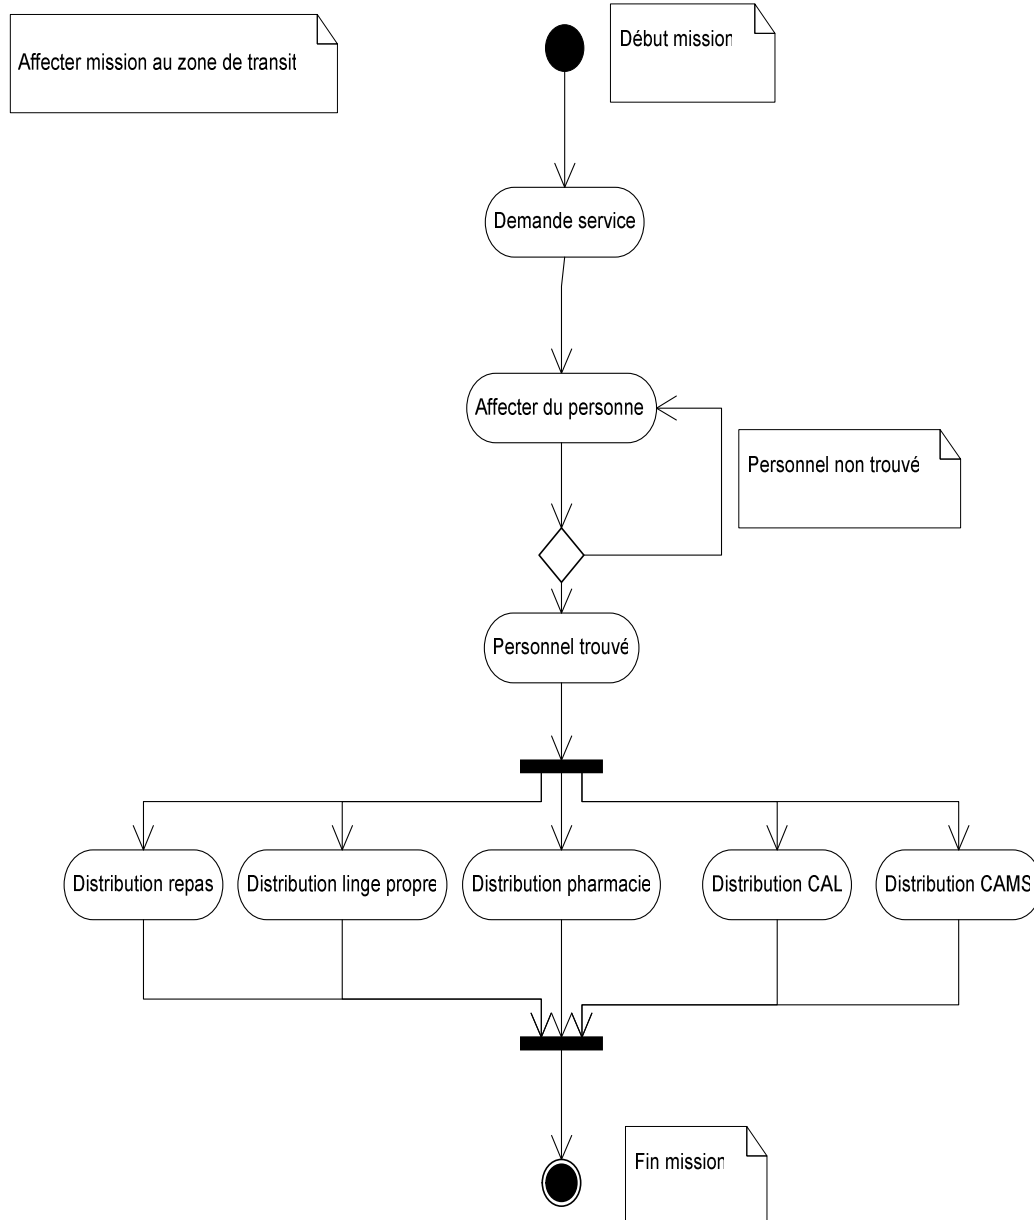 Affecter mission au zone de transit
Début mission
Demande service
Affecter du personne
Personnel non trouvé
Personnel trouvé
Distribution repas
Distribution linge propre
Distribution pharmacie
Distribution CAL
Distribution CAMS
Fin mission